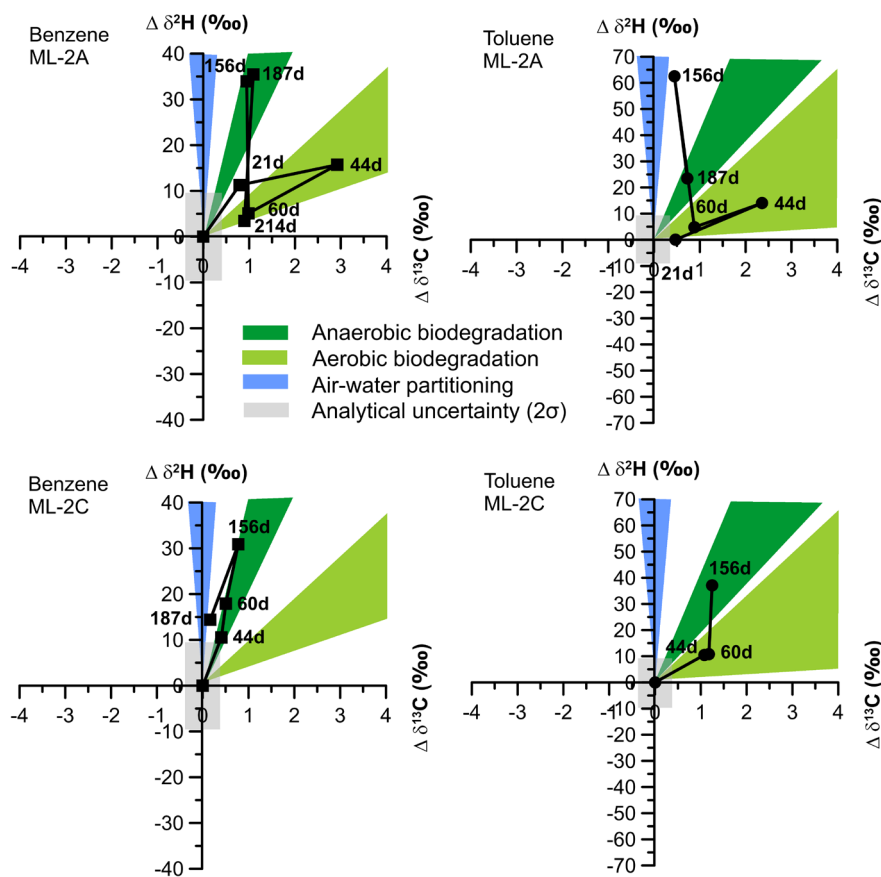 Benzene
ML-2A
Δ δ²H (‰)
40
30
20
10
0
-10
-20
-30
-40
-4 -3 -2 -1 0 1 2 3 4
Δ δ¹³C (‰)
156d
187d
21d
44d
60d
214d
Toluene
ML-2A
Δ δ²H (‰)
70
60
50
40
30
20
10
0
-10
-20
-30
-40
-50
-60
-70
-4 -3 -2 -1 0 1 2 3 4
Δ δ¹³C (‰)
156d
187d
60d
44d
21d
Anaerobic biodegradation
Aerobic biodegradation
Air-water partitioning
Analytical uncertainty (2σ)
Benzene
ML-2C
Δ δ²H (‰)
40
30
20
10
0
-10
-20
-30
-40
-4 -3 -2 -1 0 1 2 3 4
Δ δ¹³C (‰)
156d
60d
187d
44d
Toluene
ML-2C
Δ δ²H (‰)
70
60
50
40
30
20
10
0
-10
-20
-30
-40
-50
-60
-70
-4 -3 -2 -1 0 1 2 3 4
Δ δ¹³C (‰)
156d
44d
60d